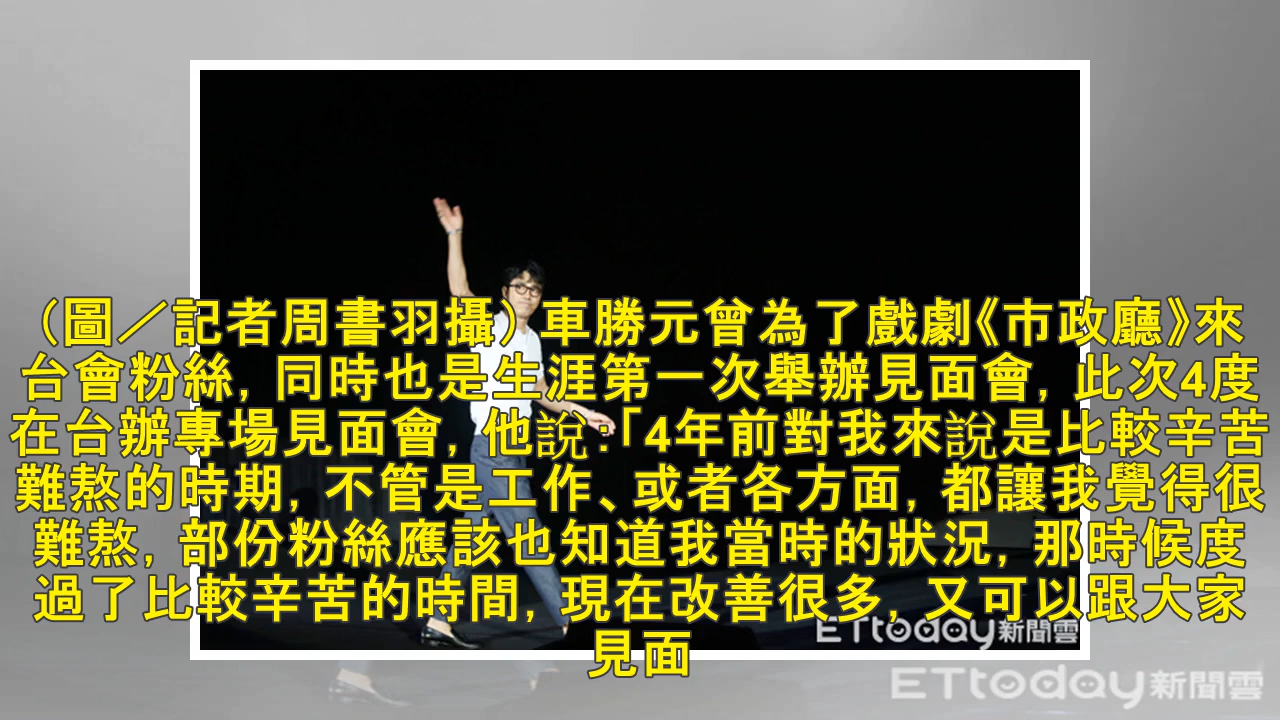 （圖／記者周書羽攝）車勝元曾為了戲劇《市政廳》來
台會粉絲，同時也是生涯第一次舉辦見面會，此次4度
在台辦專場見面會，他說：「4年前對我來說是比較辛苦
難熬的時期，不管是工作、或者各方面，都讓我覺得很
難熬，部份粉絲應該也知道我當時的狀況，那時候度
過了比較辛苦的時間，現在改善很多，又可以跟大家
見面
ETtoday新聞雲
ETtoday新聞雲